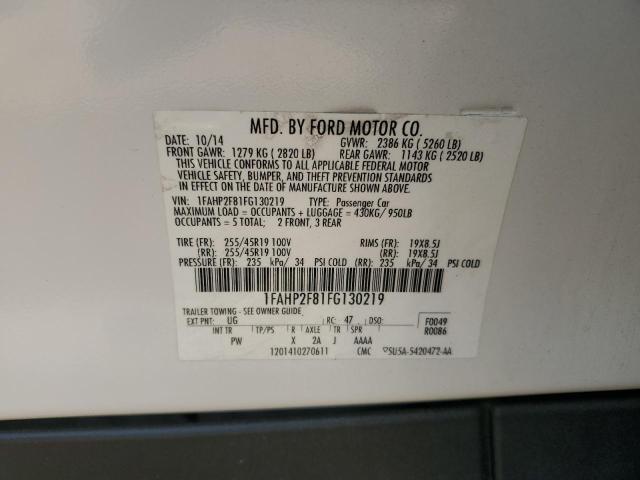 MFD. BY FORD MOTOR CO.
DATE: 10/14 GVWR: 2386 KG ( 5260 LB)
FRONT GAWR: 1279 KG ( 2820 LB) REAR GAWR: 1143 KG ( 2520 LB)
THIS VEHICLE CONFORMS TO ALL APPLICABLE FEDERAL MOTOR
VEHICLE SAFETY, BUMPER, AND THEFT PREVENTION STANDARDS
IN EFFECT ON THE DATE OF MANUFACTURE SHOWN ABOVE.
VIN: 1FAHP2F81FG130219 TYPE: Passenger Car
MAXIMUM LOAD = OCCUPANTS + LUGGAGE = 430KG/ 950LB
OCCUPANTS = 5 TOTAL; 2 FRONT, 3 REAR
TIRE (FR): 255/45R19 100V RIMS (FR): 19X8.5J
(RR): 255/45R19 100V (RR): 19X8.5J
PRESSURE (FR): 235 kPa/ 34 PSI COLD (RR): 235 kPa/ 34 PSI COLD
1FAHP2F81FG130219
TRAILER TOWING - SEE OWNER GUIDE
EXT PNT: UG RC: 47 DSO: F0049
R0086
INT TR TP/PS R AXLE TR SPR
PW X 2A J AAAA
1201410270611 CMC SU5A-5420472-AA